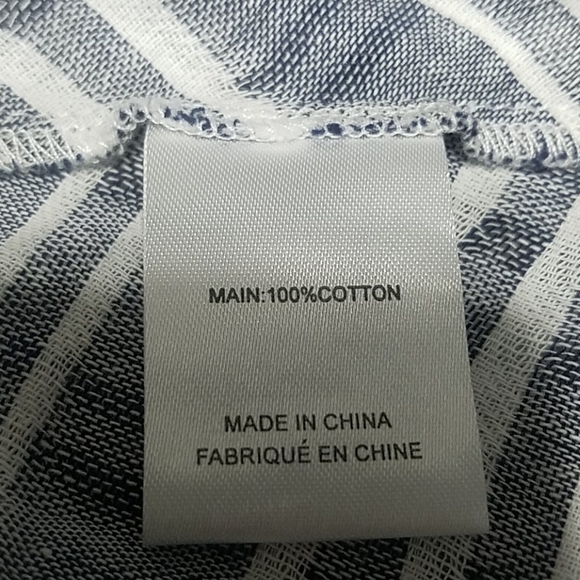 MAIN:100%COTTON
MADE IN CHINA
FABRIQUÉ EN CHINE